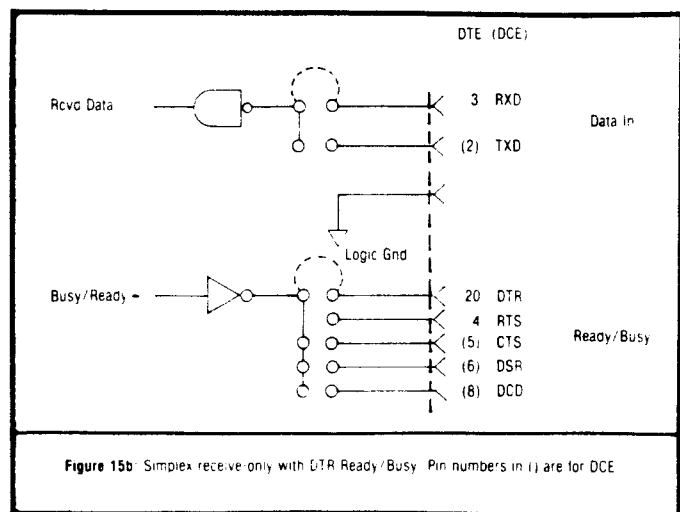 DTE (DCE)
Rcvd Data
3 RXD
Data In
(2) TXD
Logic Gnd
Busy/Ready -
20 DTR
4 RTS
(5) CTS
Ready/Busy
(6) DSR
(8) DCD
Figure 15b: Simplex receive-only with DTR Ready/Busy Pin numbers in () are for DCE